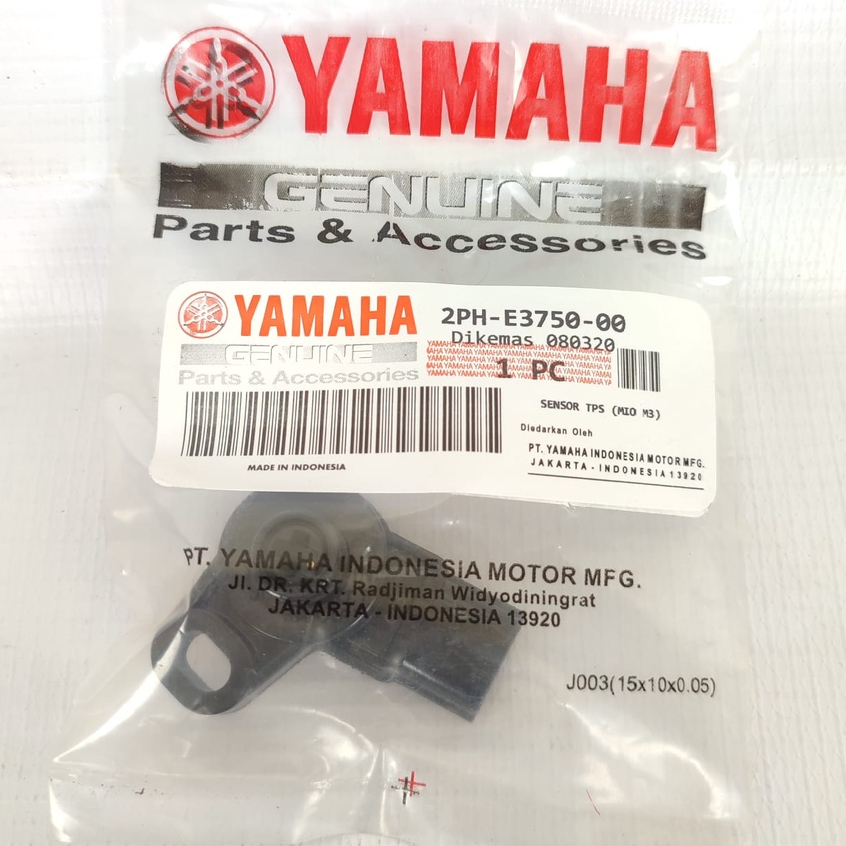 YAMAHA
GENUINE
Parts & Accessories
YAMAHA
GENUINE
Parts & Accessories
2PH-E3750-00
Dikemas 080320
1 PC
SENSOR TPS (MIO M3)
Diedarkan Oleh
PT. YAMAHA INDONESIA MOTOR MFG.
JAKARTA - INDONESIA 13920
MADE IN INDONESIA
PT. YAMAHA INDONESIA MOTOR MFG.
Jl. DR. KRT. Radjiman Widyodiningrat
JAKARTA - INDONESIA 13920
J003(15x10x0.05)